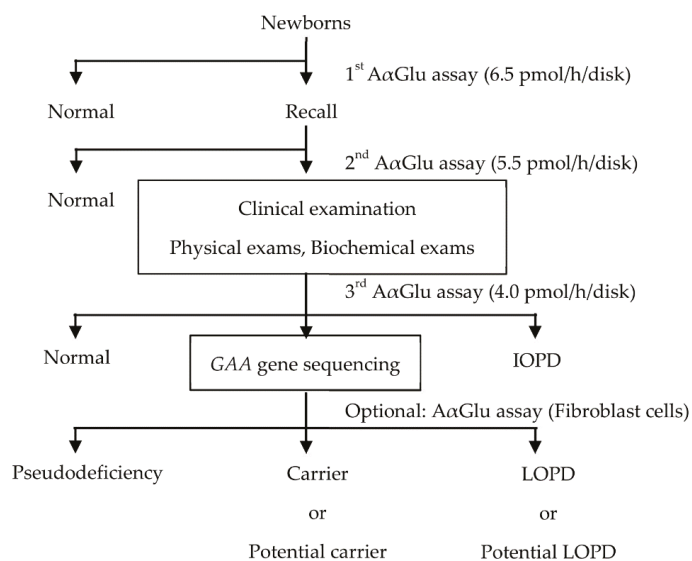 Newborns
1st AαGlu assay (6.5 pmol/h/disk)
Normal Recall
2nd AαGlu assay (5.5 pmol/h/disk)
Normal
Clinical examination
Physical exams, Biochemical exams
3rd AαGlu assay (4.0 pmol/h/disk)
Normal GAA gene sequencing IOPD
Optional: AαGlu assay (Fibroblast cells)
Pseudodeficiency Carrier LOPD
or or
Potential carrier Potential LOPD